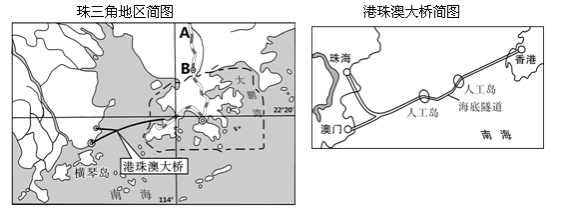 珠三角地区简图
港珠澳大桥简图
A
B
大
鹏
湾
22°20'
港珠澳大桥
横琴岛
南 海
114°
珠海
香港
人工岛
人工岛
海底隧道
澳门
南 海